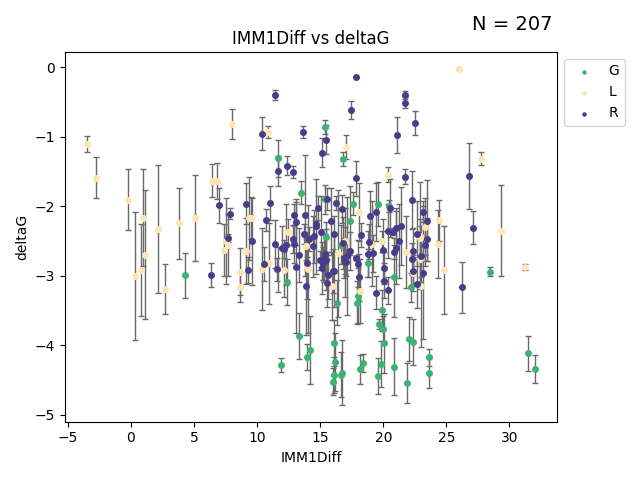 N = 207
IMM1Diff vs deltaG
G
L
R
0
−1
−2
−3
−4
−5
deltaG
−5 0 5 10 15 20 25 30
IMM1Diff